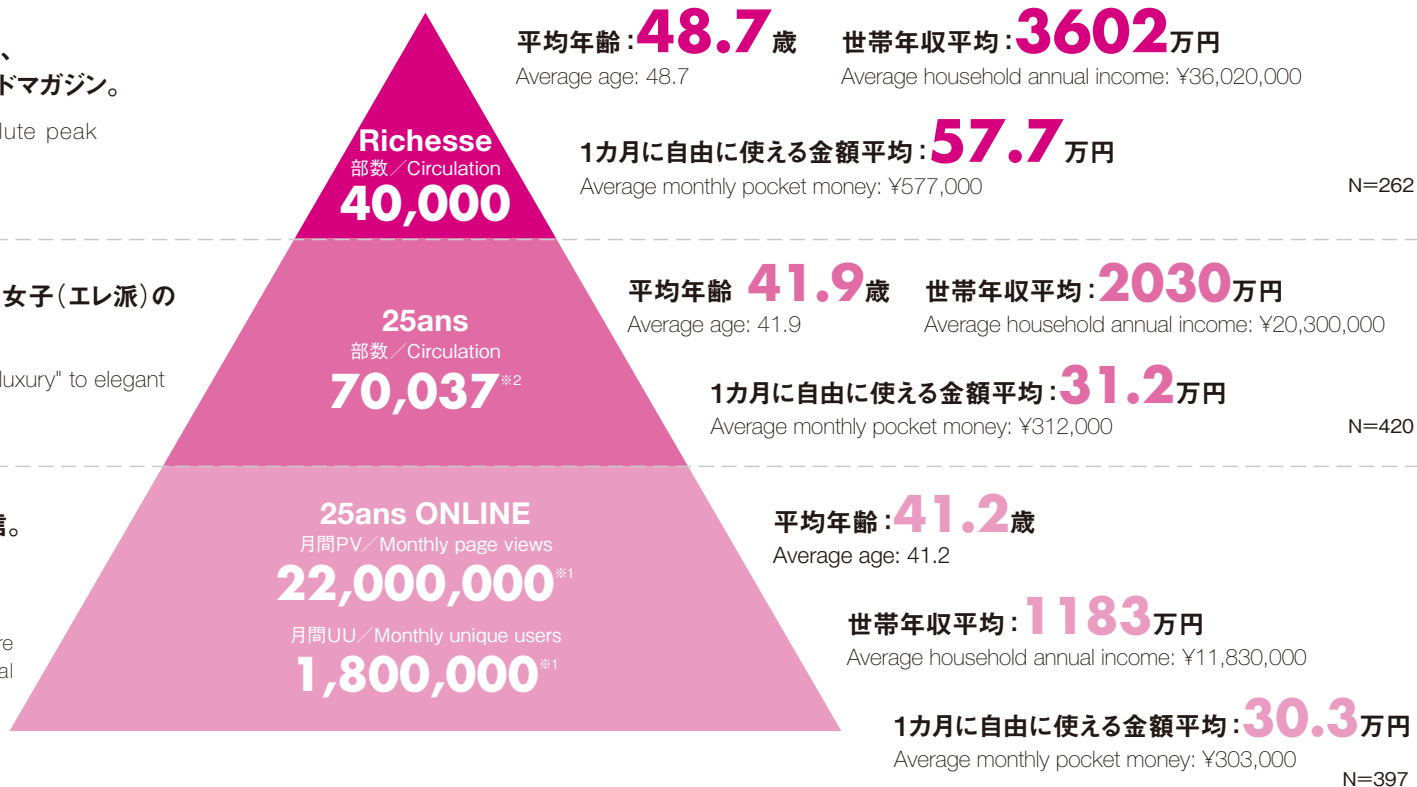 、
ドマガジン。
lute peak
Richesse
部数／Circulation
40,000
平均年齢：48.7歳
Average age: 48.7
世帯年収平均：3602万円
Average household annual income: ¥36,020,000
1カ月に自由に使える金額平均：57.7万円
Average monthly pocket money: ¥577,000
N=262
女子（エレ派）の
luxury" to elegant
25ans
部数／Circulation
70,037※2
平均年齢 41.9歳
Average age: 41.9
世帯年収平均：2030万円
Average household annual income: ¥20,300,000
1カ月に自由に使える金額平均：31.2万円
Average monthly pocket money: ¥312,000
N=420
信。
re
al
25ans ONLINE
月間PV／Monthly page views
22,000,000※1
月間UU／Monthly unique users
1,800,000※1
平均年齢：41.2歳
Average age: 41.2
世帯年収平均：1183万円
Average household annual income: ¥11,830,000
1カ月に自由に使える金額平均：30.3万円
Average monthly pocket money: ¥303,000
N=397